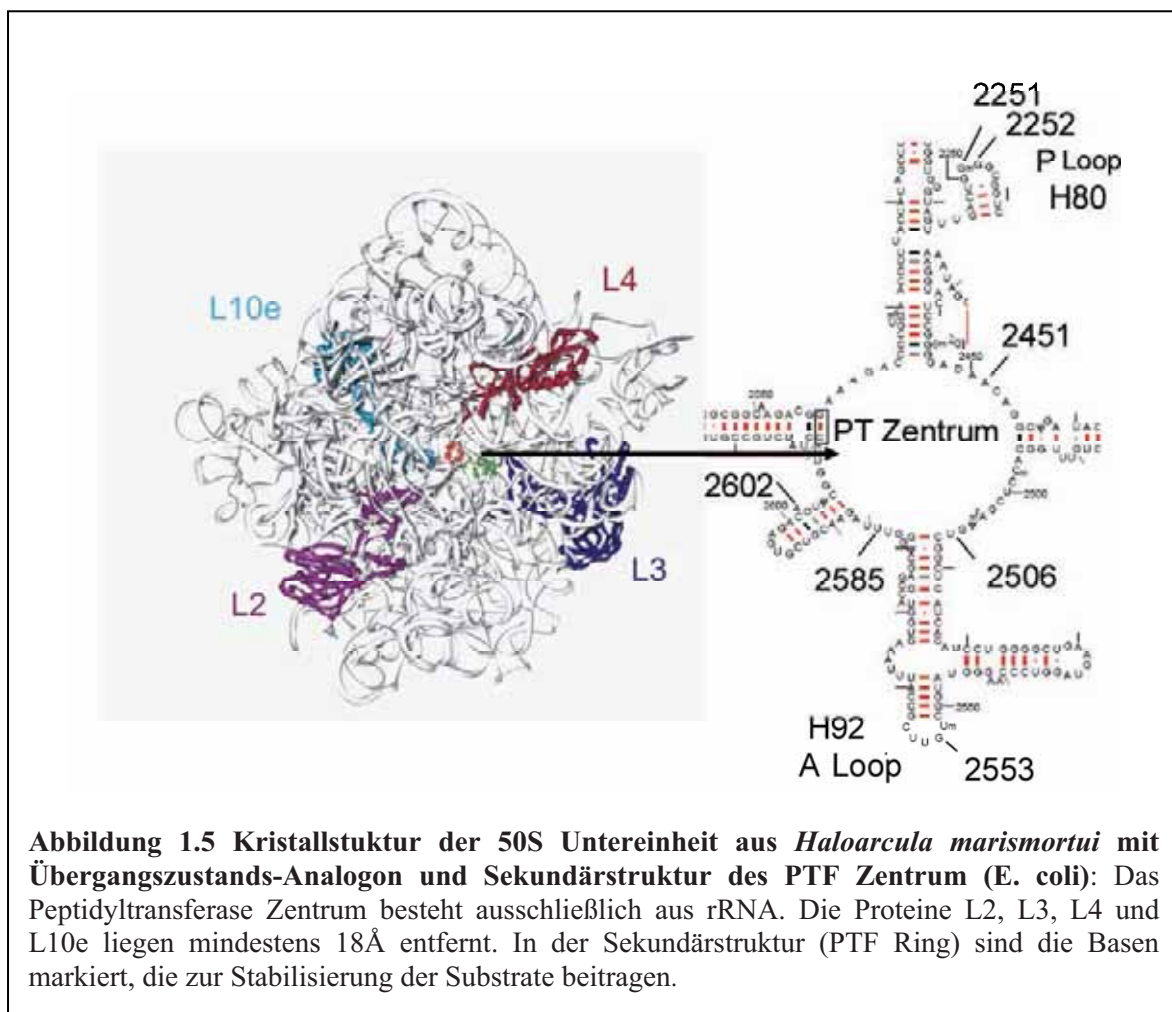 2251
2252
P Loop
H80
L10e
L4
2451
PT Zentrum
2602
L3
2585
2506
L2
H92
A Loop
2553
Abbildung 1.5 Kristallstuktur der 50S Untereinheit aus Haloarcula marismortui mit
Übergangszustands-Analogon und Sekundärstruktur des PTF Zentrum (E. coli): Das
Peptidyltransferase Zentrum besteht ausschließlich aus rRNA. Die Proteine L2, L3, L4 und
L10e liegen mindestens 18Å entfernt. In der Sekundärstruktur (PTF Ring) sind die Basen
markiert, die zur Stabilisierung der Substrate beitragen.